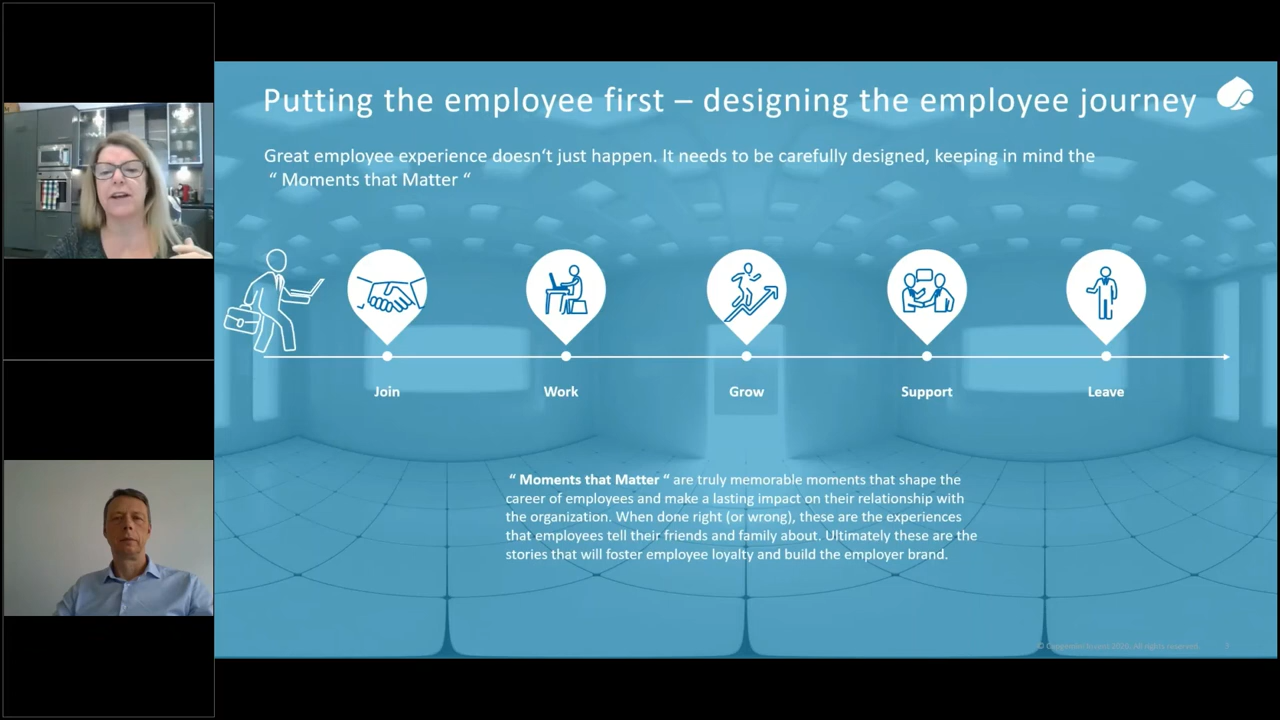 Putting the employee first – designing the employee journey
Great employee experience doesn't just happen. It needs to be carefully designed, keeping in mind the
“ Moments that Matter “
Join
Work
Grow
Support
Leave
“ Moments that Matter “ are truly memorable moments that shape the
career of employees and make a lasting impact on their relationship with
the organization. When done right (or wrong), these are the experiences
that employees tell their friends and family about. Ultimately these are the
stories that will foster employee loyalty and build the employer brand.
All rights reserved.